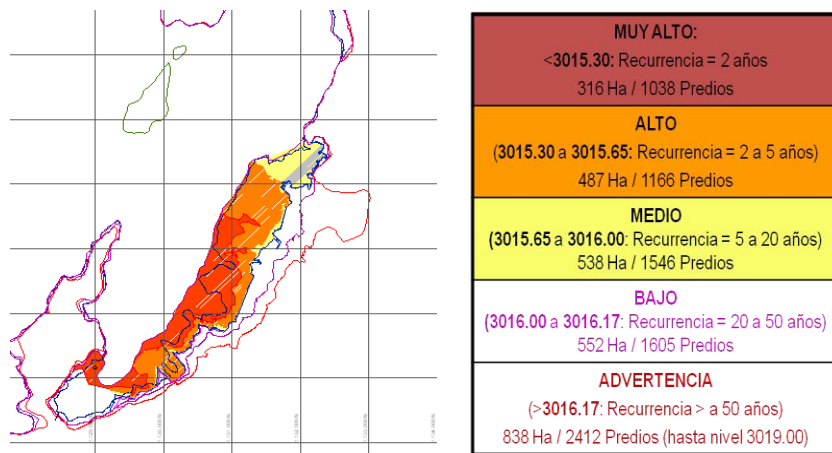 MUY ALTO:
<3015.30: Recurrencia = 2 años
316 Ha / 1038 Predios
ALTO
(3015.30 a 3015.65: Recurrencia = 2 a 5 años)
487 Ha / 1166 Predios
MEDIO
(3015.65 a 3016.00: Recurrencia = 5 a 20 años)
538 Ha / 1546 Predios
BAJO
(3016.00 a 3016.17: Recurrencia = 20 a 50 años)
552 Ha / 1605 Predios
ADVERTENCIA
(>3016.17: Recurrencia > a 50 años)
838 Ha / 2412 Predios (hasta nivel 3019.00)